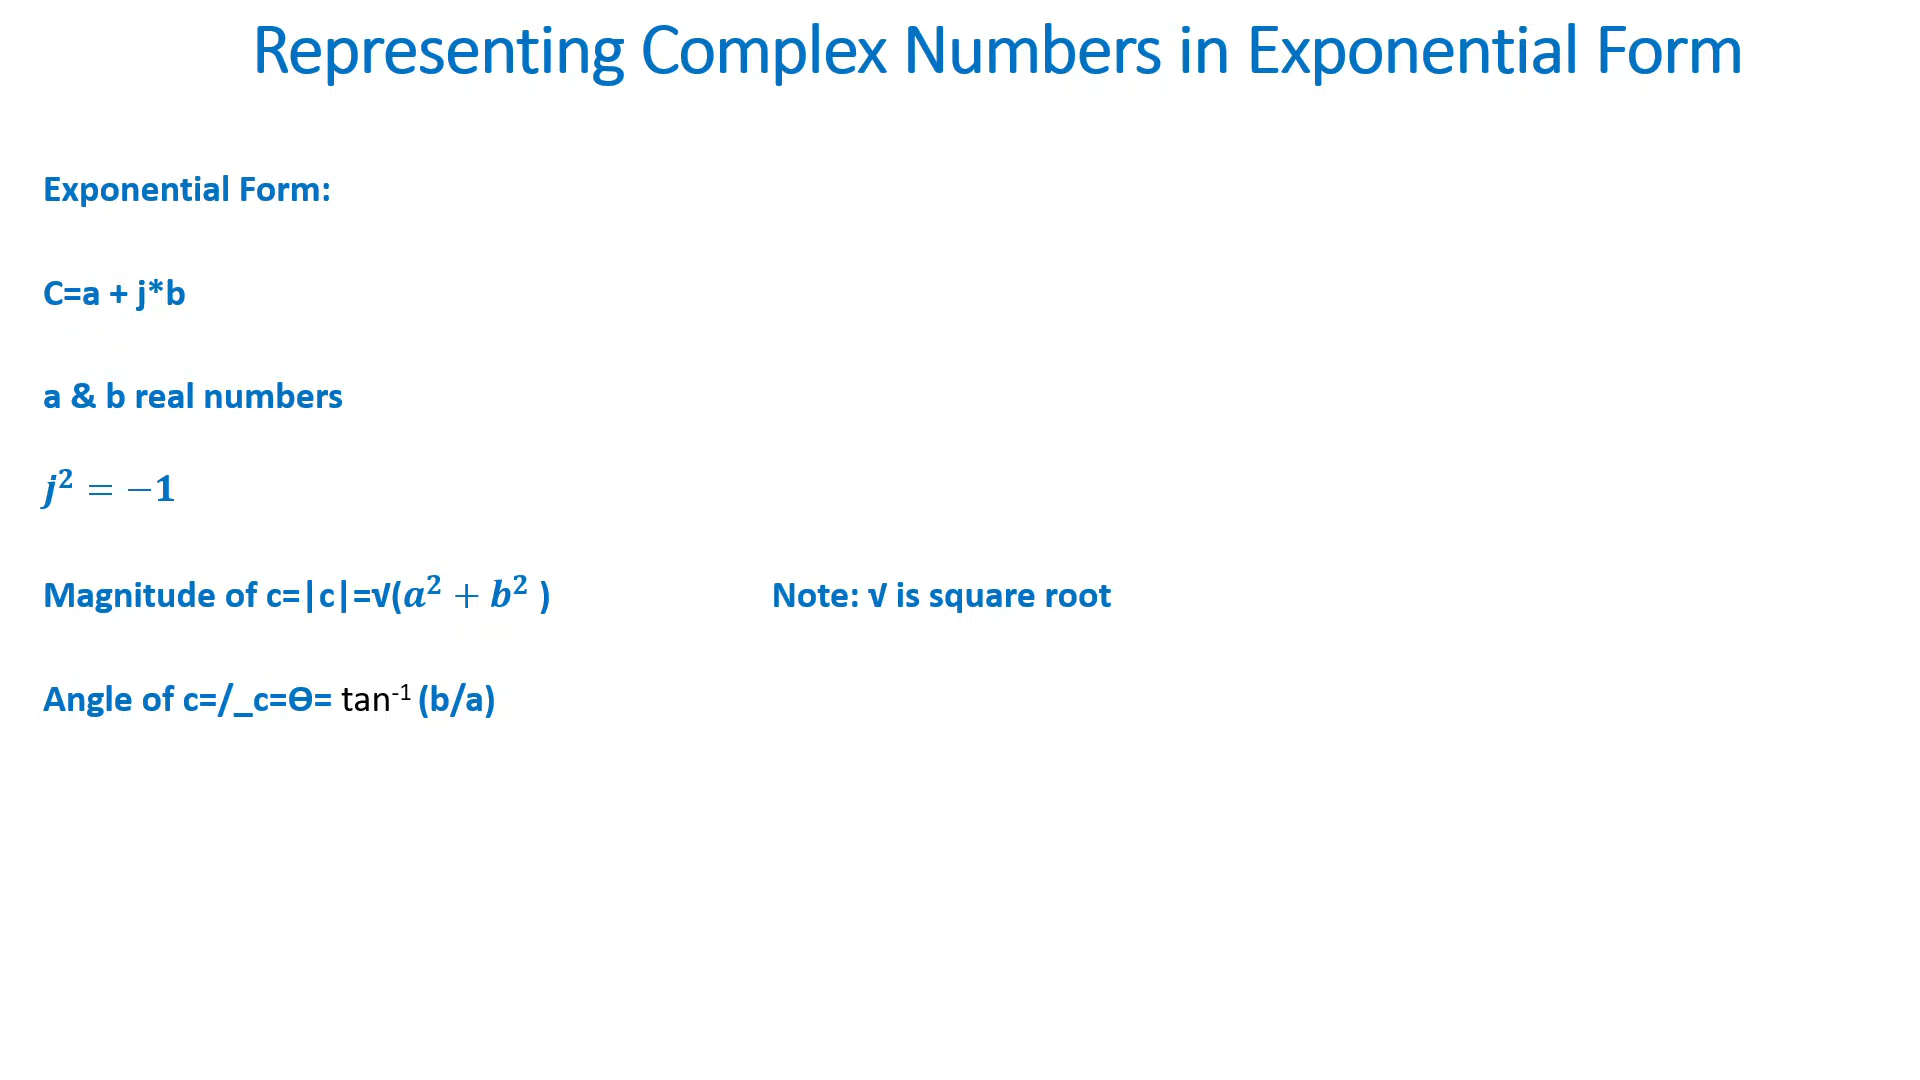 Representing Complex Numbers in Exponential Form
Exponential Form:
C=a + j*b
a & b real numbers
j² = −1
Magnitude of c=|c|=√(a² + b² )
Note: √ is square root
Angle of c=/_c=Ө= tan⁻¹ (b/a)